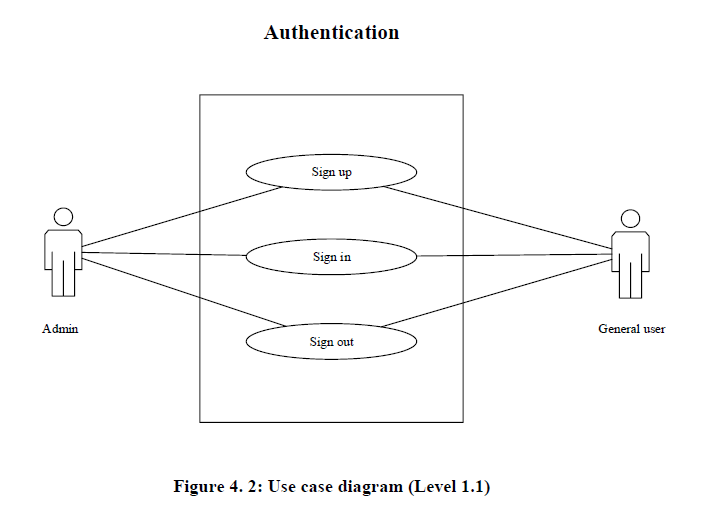 Authentication
Sign up
Sign in
Sign out
Admin
General user
Figure 4. 2: Use case diagram (Level 1.1)